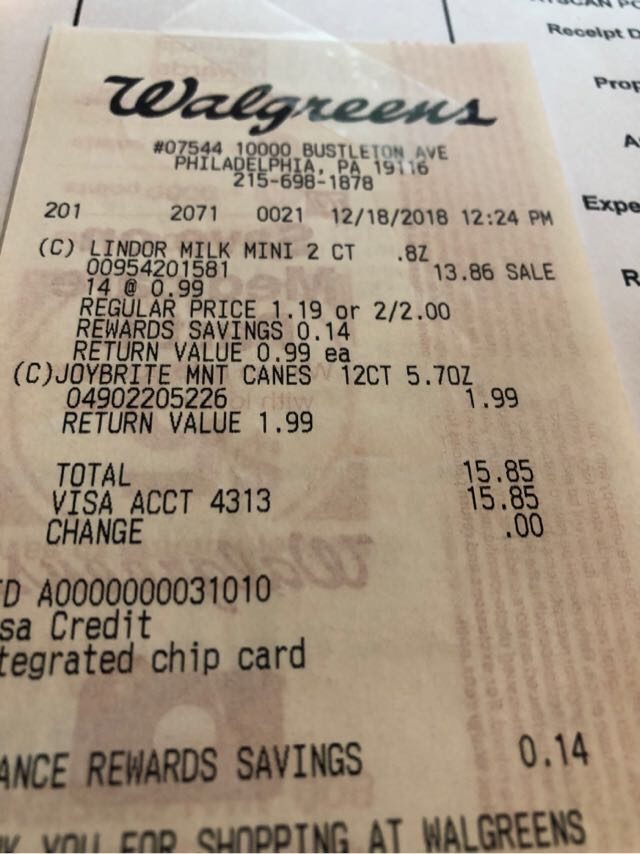 Receipt D
Prop
Expe
Walgreens
#07544 10000 BUSTLETON AVE
PHILADELPHIA, PA 19116
215-698-1878
201 2071 0021 12/18/2018 12:24 PM
(C) LINDOR MILK MINI 2 CT .8Z
00954201581 13.86 SALE
14 @ 0.99
REGULAR PRICE 1.19 or 2/2.00
REWARDS SAVINGS 0.14
RETURN VALUE 0.99 ea
(C)JOYBRITE MNT CANES 12CT 5.70Z
04902205226 1.99
RETURN VALUE 1.99
TOTAL 15.85
VISA ACCT 4313 15.85
CHANGE .00
D A0000000031010
sa Credit
tegrated chip card
ANCE REWARDS SAVINGS 0.14
K YOU FOR SHOPPING AT WALGREENS